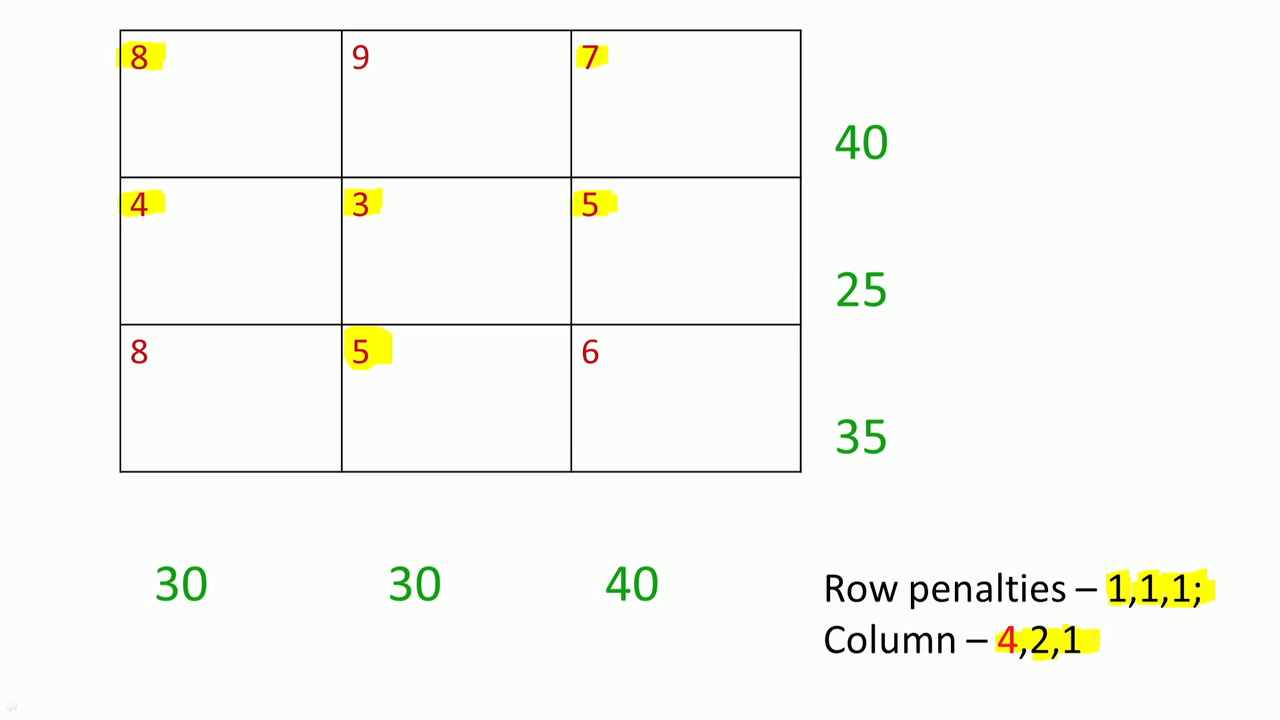 8 9 7
40
4 3 5
25
8 5 6
35
30 30 40
Row penalties – 1,1,1;
Column – 4,2,1